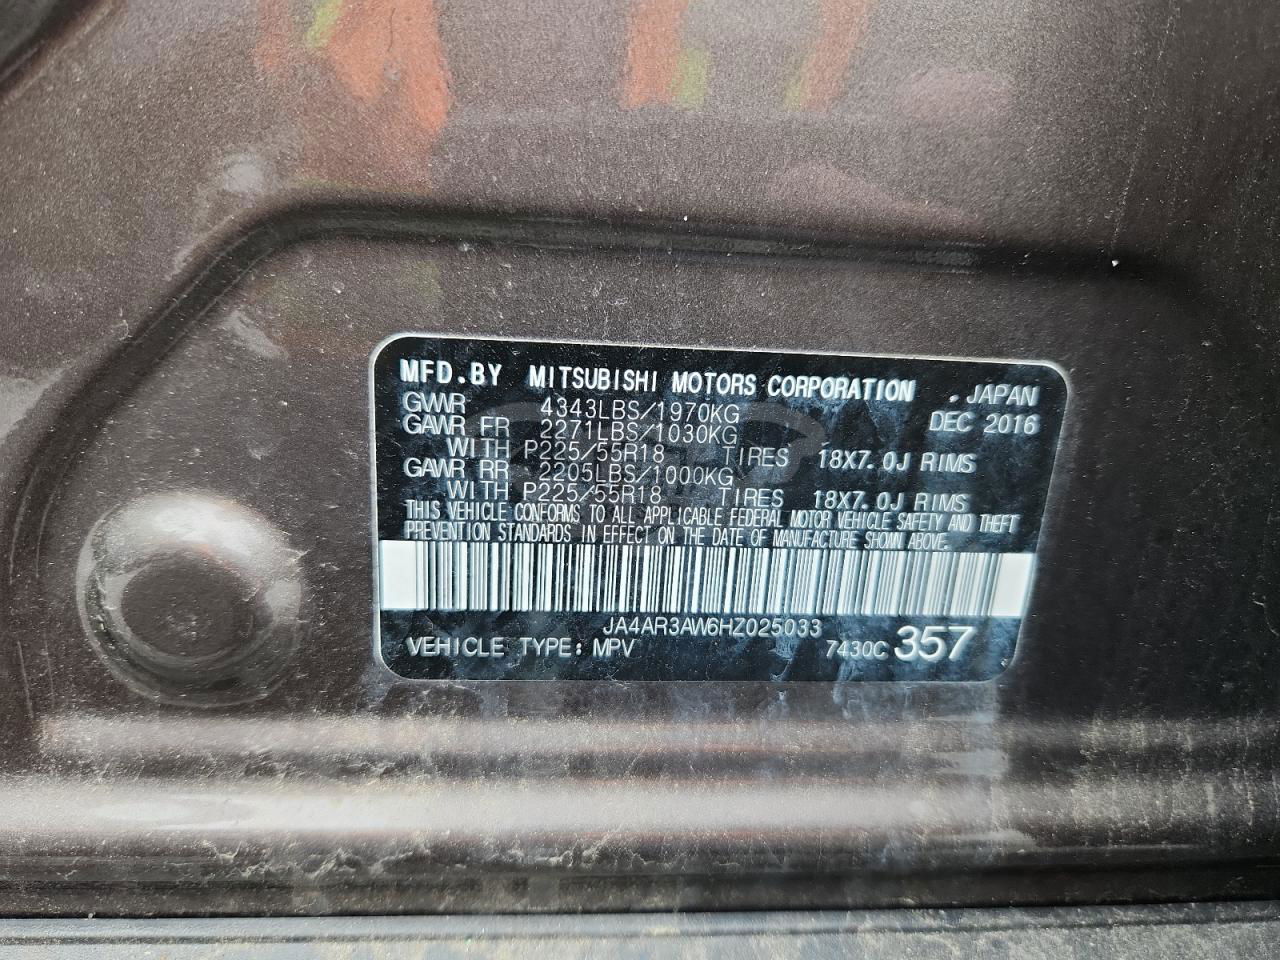 MFD.BY MITSUBISHI MOTORS CORPORATION . JAPAN
GWR 4343LBS/1970KG DEC 2016
GAWR FR 2271LBS/1030KG
WITH P225/55R18 TIRES 18X7.0J RIMS
GAWR RR 2205LBS/1000KG
WITH P225/55R18 TIRES 18X7.0J RIMS
THIS VEHICLE CONFORMS TO ALL APPLICABLE FEDERAL MOTOR VEHICLE SAFETY AND THEFT
PREVENTION STANDARDS IN EFFECT ON THE DATE OF MANUFACTURE SHOWN ABOVE.
JA4AR3AW6HZ025033
VEHICLE TYPE: MPV 7430C 357